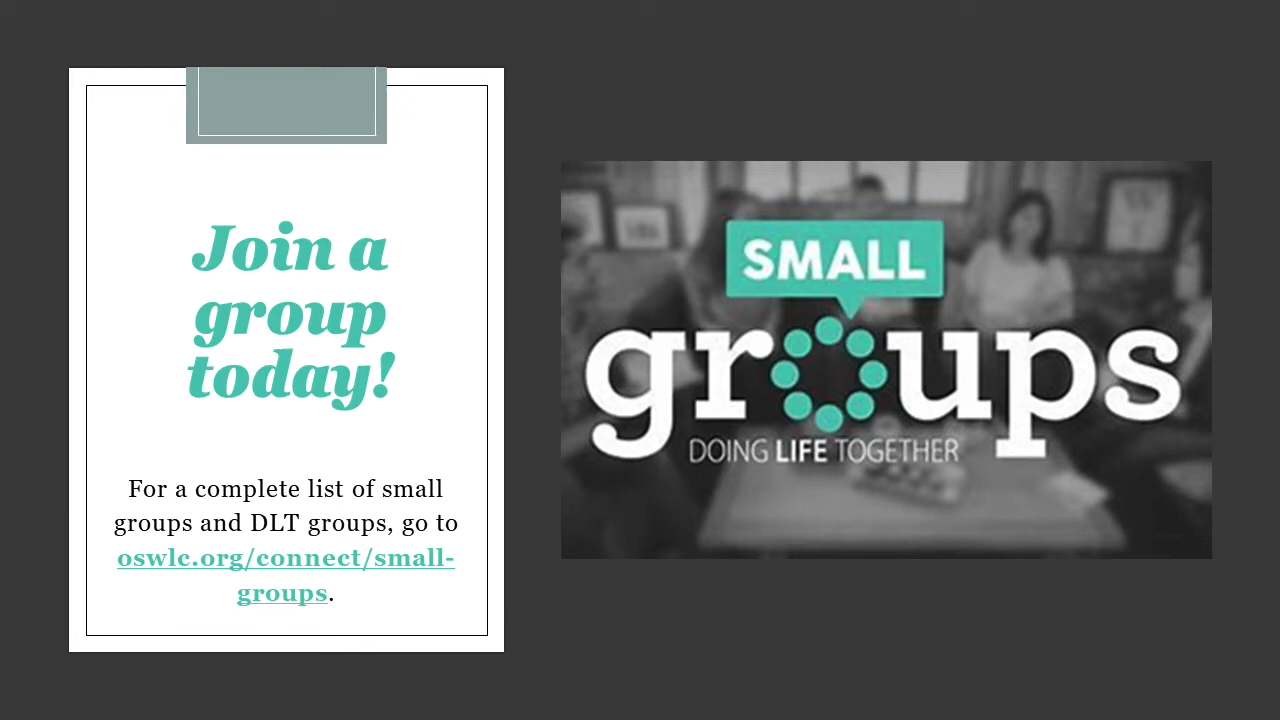 Join a
group
today!
For a complete list of small
groups and DLT groups, go to
oswlc.org/connect/small-
groups.
SMALL
groups
DOING LIFE TOGETHER